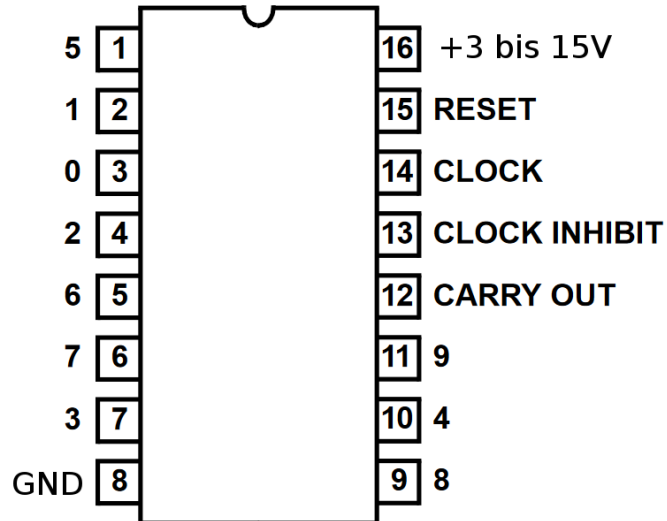 5 1 16 +3 bis 15V
1 2 15 RESET
0 3 14 CLOCK
2 4 13 CLOCK INHIBIT
6 5 12 CARRY OUT
7 6 11 9
3 7 10 4
GND 8 9 8